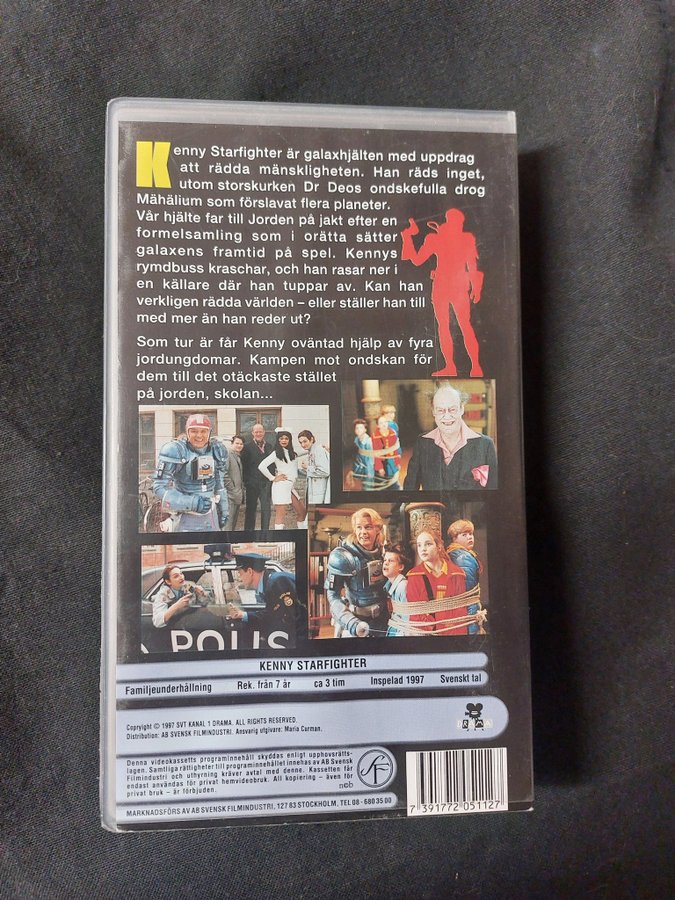 Kenny Starfighter är galaxhjälten med uppdrag
att rädda mänskligheten. Han räds inget,
utom storskurken Dr Deos ondskefulla drog
Mähälium som förslavat flera planeter.
Vår hjälte far till Jorden på jakt efter en
formelsamling som i orätta sätter
galaxens framtid på spel. Kennys
rymdbuss kraschar, och han rasar ner i
en källare där han tuppar av. Kan han
verkligen rädda världen – eller ställer han till
med mer än han reder ut?
Som tur är får Kenny oväntad hjälp av fyra
jordungdomar. Kampen mot ondskan för
dem till det otäckaste stället
på jorden, skolan...
POLIS
KENNY STARFIGHTER
Familjeunderhållning Rek. från 7 år ca 3 tim Inspelad 1997 Svenskt tal
Copyright © 1997 SVT KANAL 1 DRAMA. ALL RIGHTS RESERVED.
Distribution: AB SVENSK FILMINDUSTRI. Ansvarig utgivare: Maria Curman.
DRAMA
Denna videokassetts programinnehåll skyddas enligt upphovsrätts-
lagen. Samtliga rättigheter till programinnehållet innehas av AB Svensk
Filmindustri och uthyrning kräver avtal med denne. Kassetten får
endast användas för privat hemvideobruk. All kopiering – även för
privat bruk – är förbjuden.
ncb
SF
MARKNADSFÖRS AV AB SVENSK FILMINDUSTRI, 127 83 STOCKHOLM, TEL 08 - 680 35 00
7 391772 051127